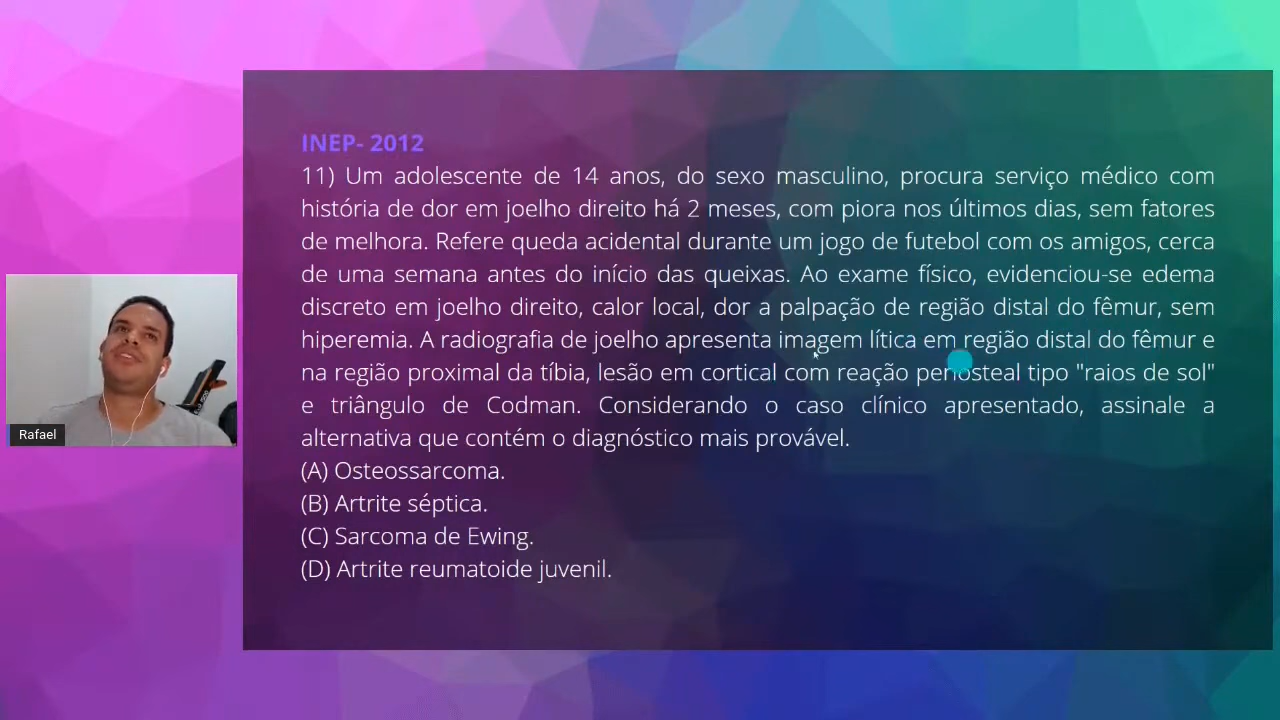 INEP- 2012
11) Um adolescente de 14 anos, do sexo masculino, procura serviço médico com
história de dor em joelho direito há 2 meses, com piora nos últimos dias, sem fatores
de melhora. Refere queda acidental durante um jogo de futebol com os amigos, cerca
de uma semana antes do início das queixas. Ao exame físico, evidenciou-se edema
discreto em joelho direito, calor local, dor a palpação de região distal do fêmur, sem
hiperemia. A radiografia de joelho apresenta imagem lítica em região distal do fêmur e
na região proximal da tíbia, lesão em cortical com reação periosteal tipo "raios de sol"
e triângulo de Codman. Considerando o caso clínico apresentado, assinale a
alternativa que contém o diagnóstico mais provável.
(A) Osteossarcoma.
(B) Artrite séptica.
(C) Sarcoma de Ewing.
(D) Artrite reumatoide juvenil.
Rafael